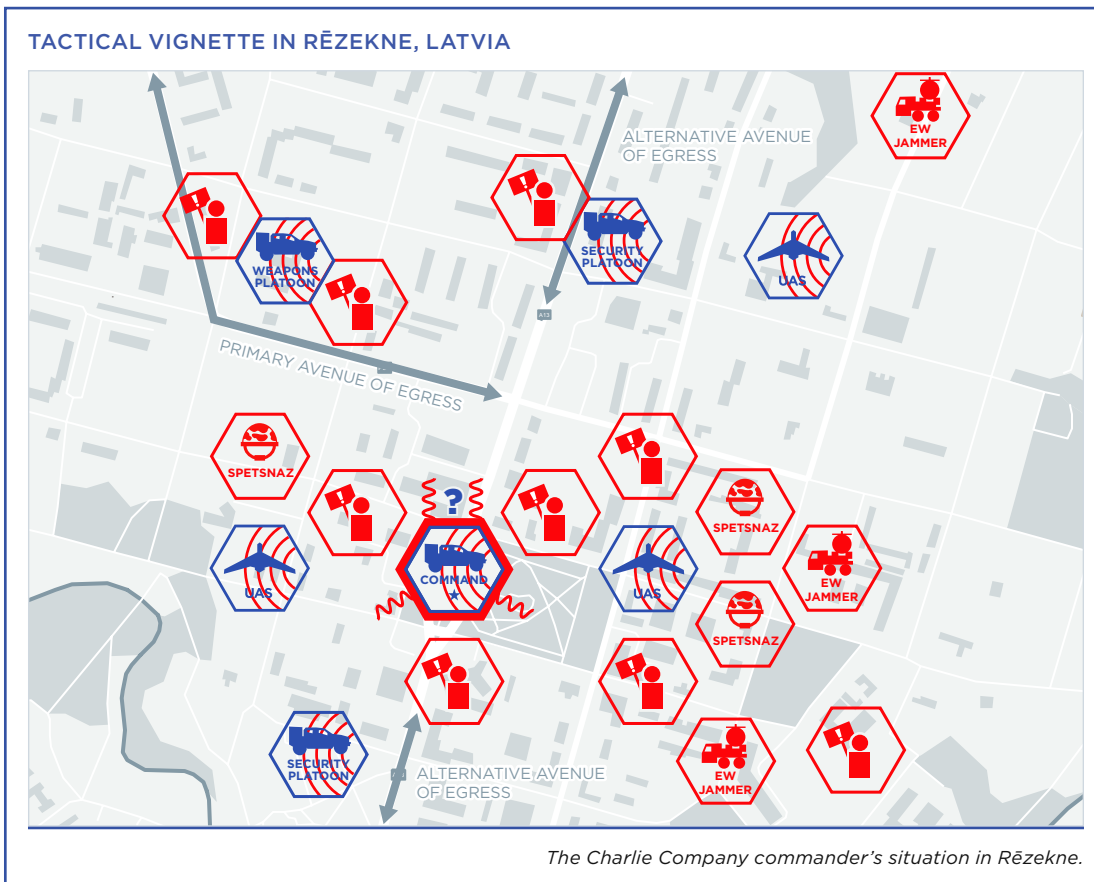 TACTICAL VIGNETTE IN RĒZEKNE, LATVIA
EW
JAMMER
ALTERNATIVE AVENUE
OF EGRESS
SECURITY
PLATOON
WEAPONS
PLATOON
UAS
A13
PRIMARY AVENUE OF EGRESS
SPETSNAZ
?
SPETSNAZ
UAS
COMMAND
UAS
EW
JAMMER
SPETSNAZ
SECURITY
PLATOON
ALTERNATIVE AVENUE
OF EGRESS
EW
JAMMER
The Charlie Company commander's situation in Rēzekne.